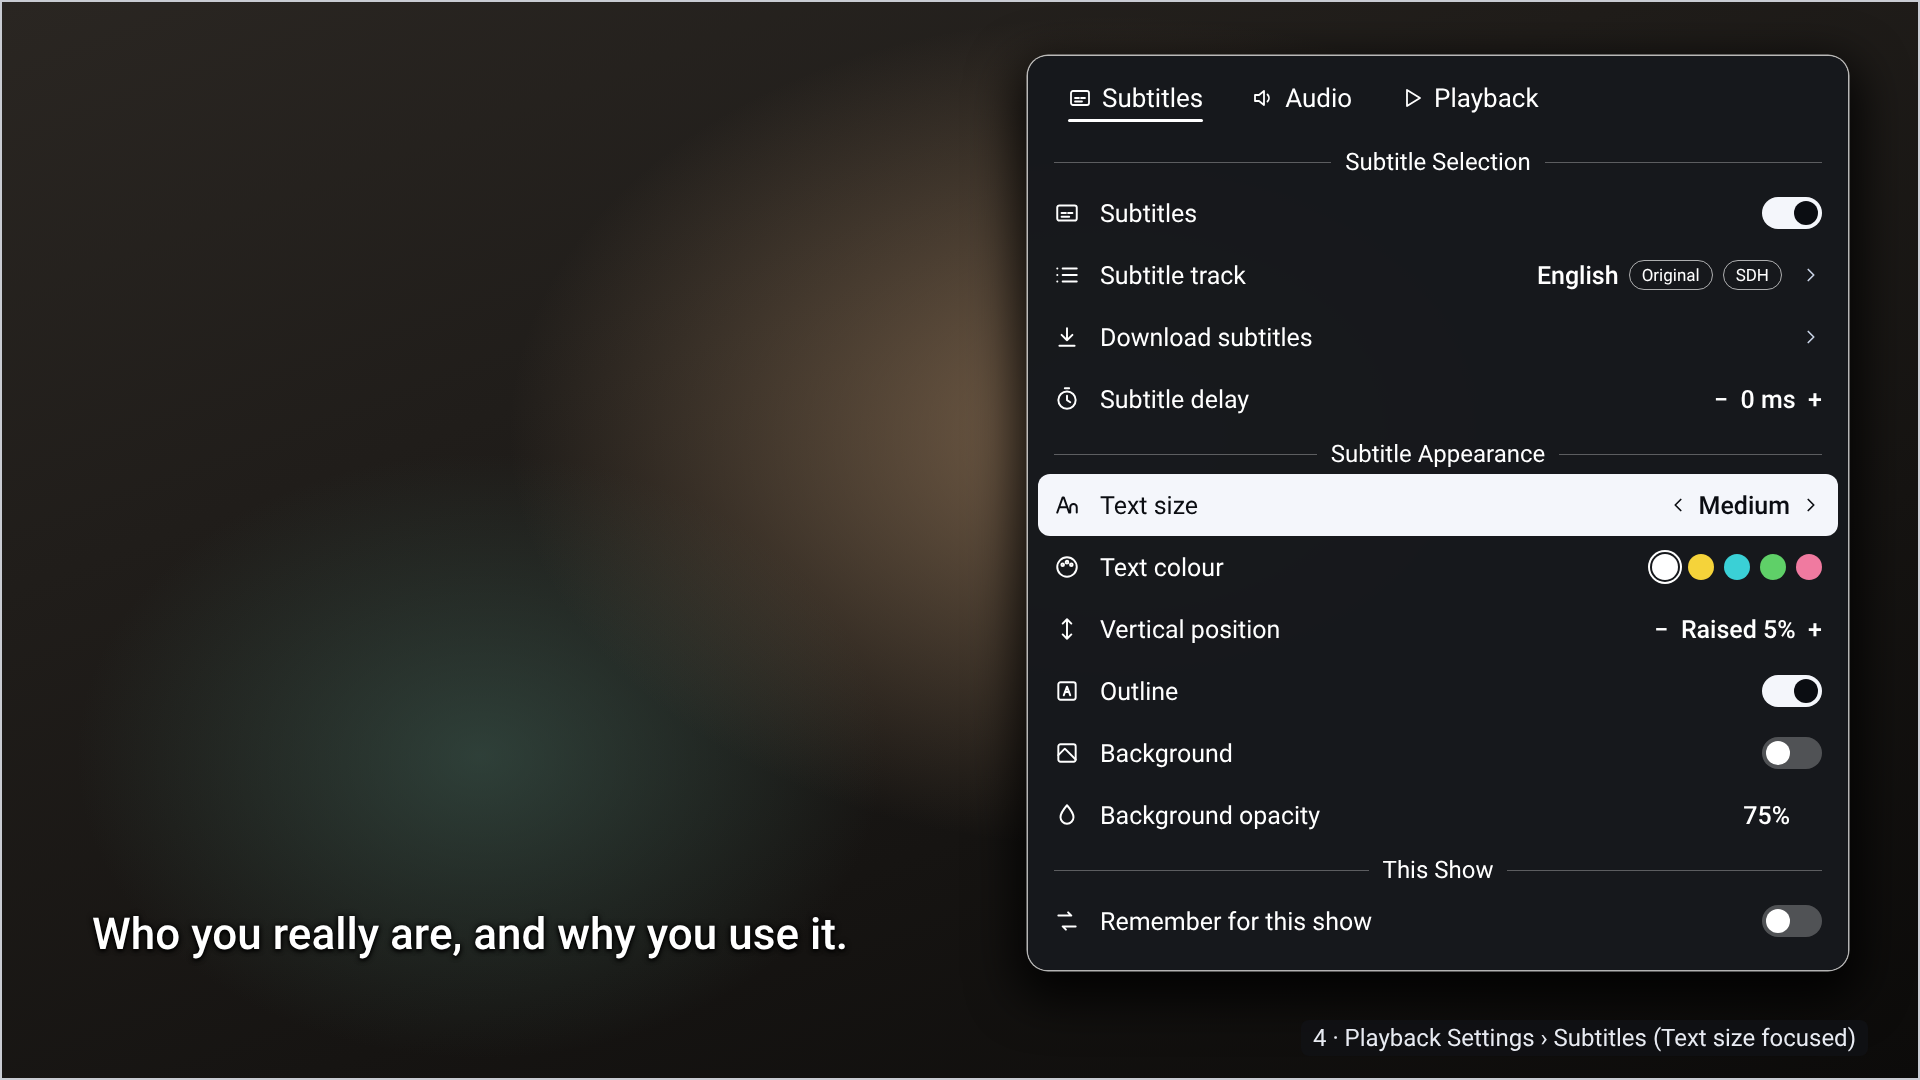 Subtitles Audio Playback
Subtitle Selection
Subtitles
Subtitle track English Original SDH
Download subtitles
Subtitle delay − 0 ms +
Subtitle Appearance
Text size Medium
Text colour
Vertical position − Raised 5% +
Outline
Background
Background opacity 75%
This Show
Remember for this show
Who you really are, and why you use it.
4 · Playback Settings › Subtitles (Text size focused)